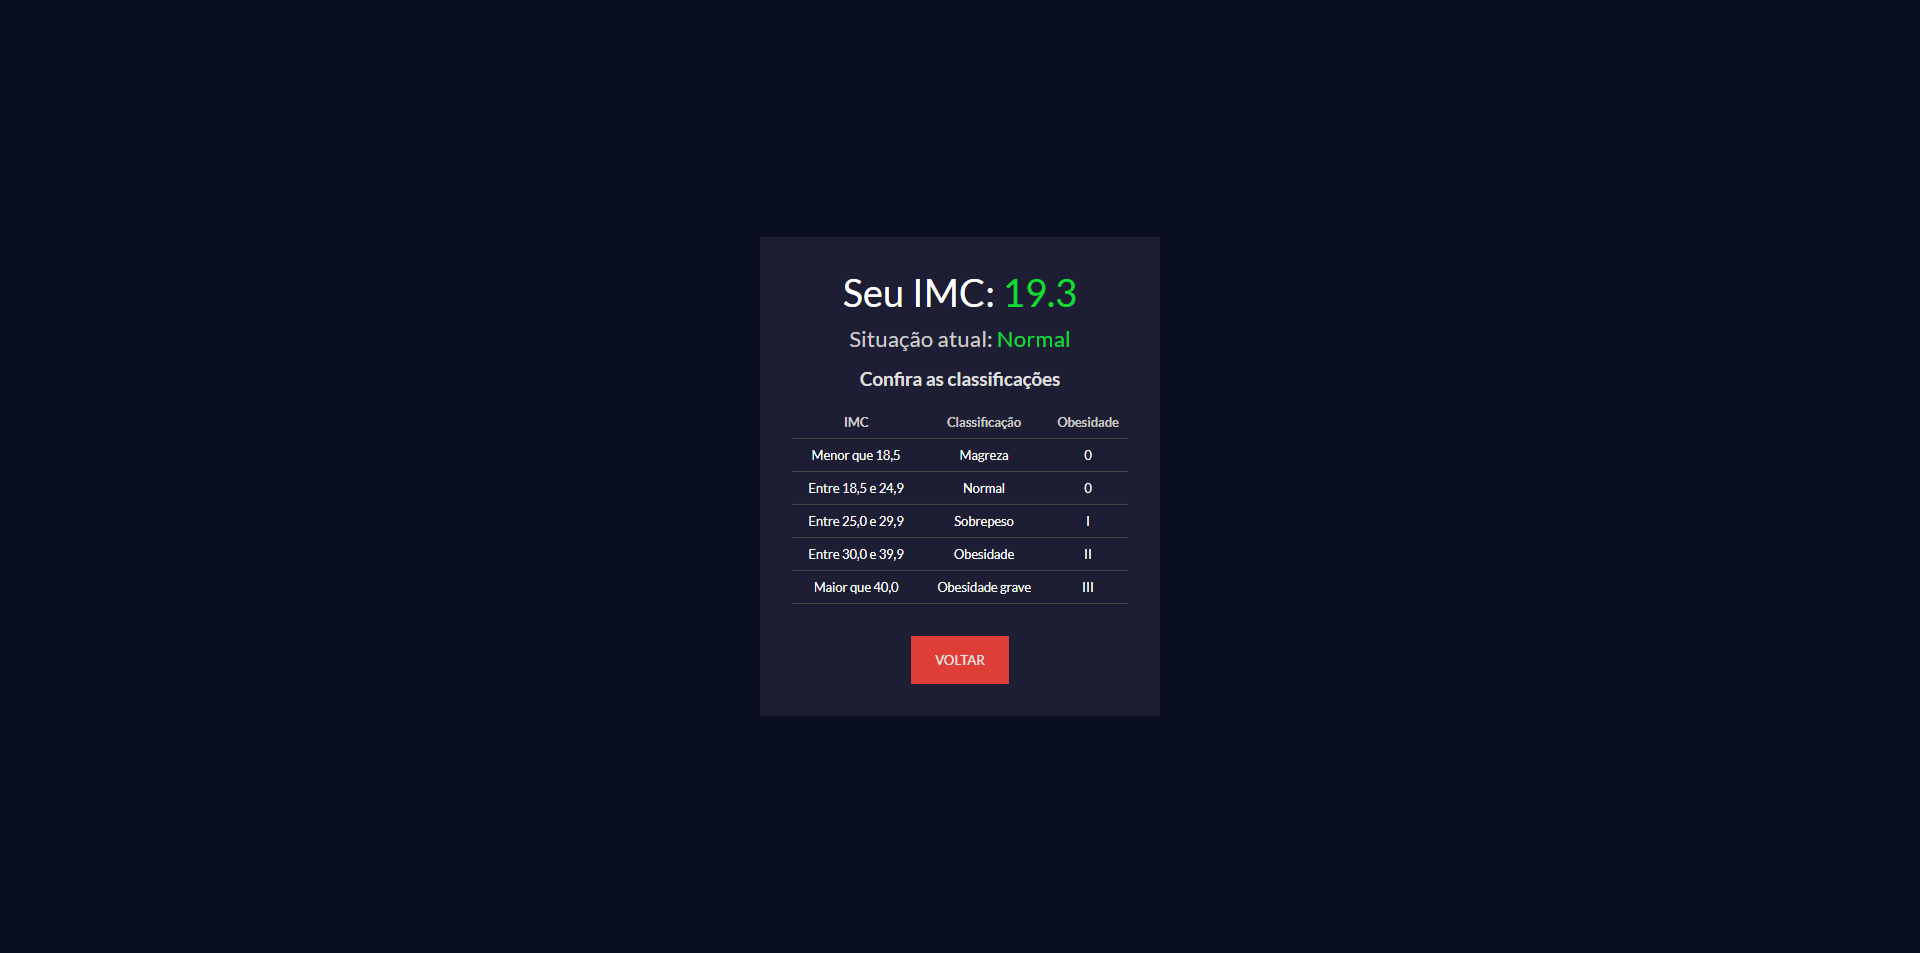 Seu IMC: 19.3
Situação atual: Normal
Confira as classificações
IMC Classificação Obesidade
Menor que 18,5 Magreza 0
Entre 18,5 e 24,9 Normal 0
Entre 25,0 e 29,9 Sobrepeso I
Entre 30,0 e 39,9 Obesidade II
Maior que 40,0 Obesidade grave III
VOLTAR